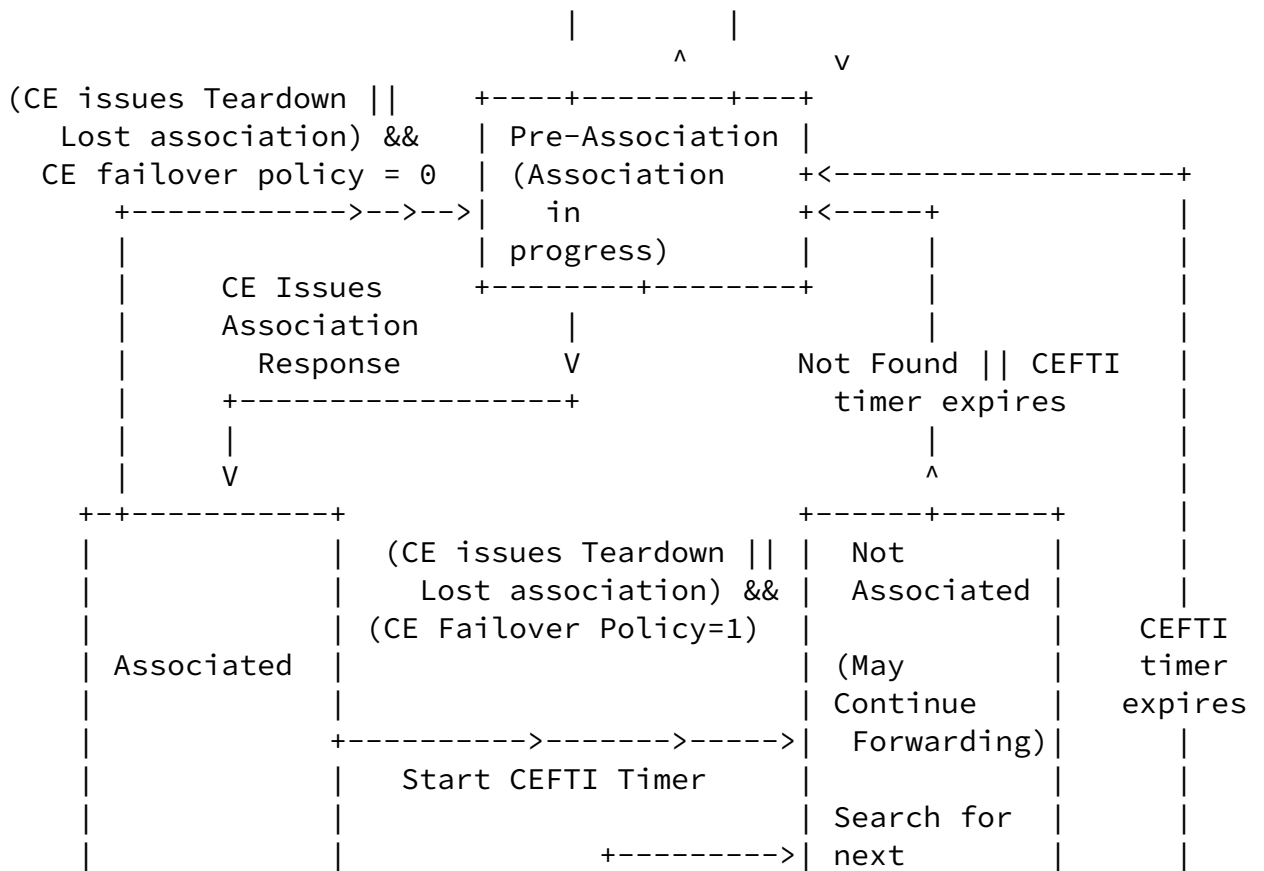 |        |
                                     ^        v
(CE issues Teardown ||    +----+--------+---+
   Lost association) &&   | Pre-Association |
  CE failover policy = 0  | (Association    +<-------------------+
      +------------>-->-->|   in            +<-----+             |
      |                   | progress)       |      |             |
      |     CE Issues     +--------+--------+      |             |
      |     Association        |                   |             |
      |       Response         V            Not Found || CEFTI   |
      |     +------------------+              timer expires      |
      |     |                                      |             |
      |     V                                      ^             |
    +-+-----------+                         +------+------+      |
    |             |  (CE issues Teardown || |  Not        |      |
    |             |    Lost association) && |  Associated |      |
    |             | (CE Failover Policy=1)  |             |    CEFTI
    | Associated  |                         | (May        |    timer
    |             |                         | Continue    |   expires
    |             +---------->------->----->|  Forwarding)|      |
    |             |   Start CEFTI Timer     |             |      |
    |             |                         | Search for  |      |
    |             |              +--------->| next        |      |